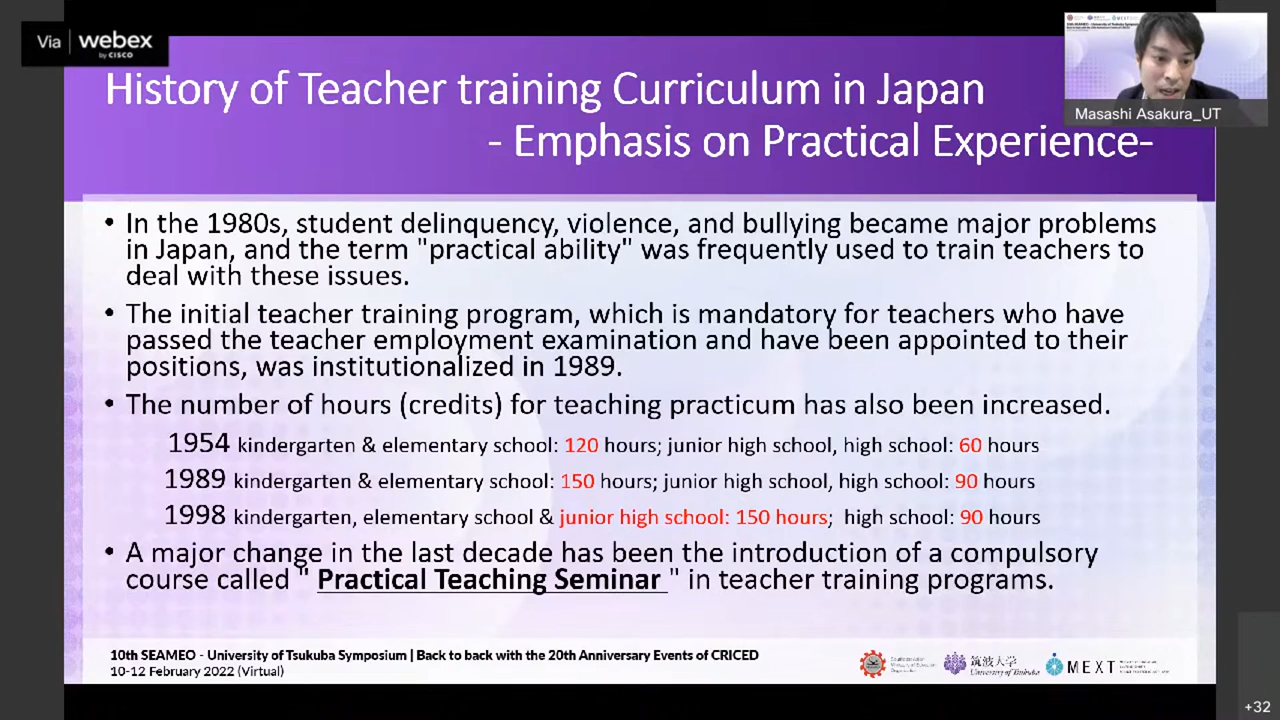 Via | webex
by CISCO
Masashi Asakura_UT
History of Teacher training Curriculum in Japan
- Emphasis on Practical Experience-
• In the 1980s, student delinquency, violence, and bullying became major problems
in Japan, and the term "practical ability" was frequently used to train teachers to
deal with these issues.
• The initial teacher training program, which is mandatory for teachers who have
passed the teacher employment examination and have been appointed to their
positions, was institutionalized in 1989.
• The number of hours (credits) for teaching practicum has also been increased.
1954 kindergarten & elementary school: 120 hours; junior high school, high school: 60 hours
1989 kindergarten & elementary school: 150 hours; junior high school, high school: 90 hours
1998 kindergarten, elementary school & junior high school: 150 hours; high school: 90 hours
• A major change in the last decade has been the introduction of a compulsory
course called " Practical Teaching Seminar " in teacher training programs.
10th SEAMEO - University of Tsukuba Symposium | Back to back with the 20th Anniversary Events of CRICED
10-12 February 2022 (Virtual)
筑波大学
University of Tsukuba
MEXT
+32